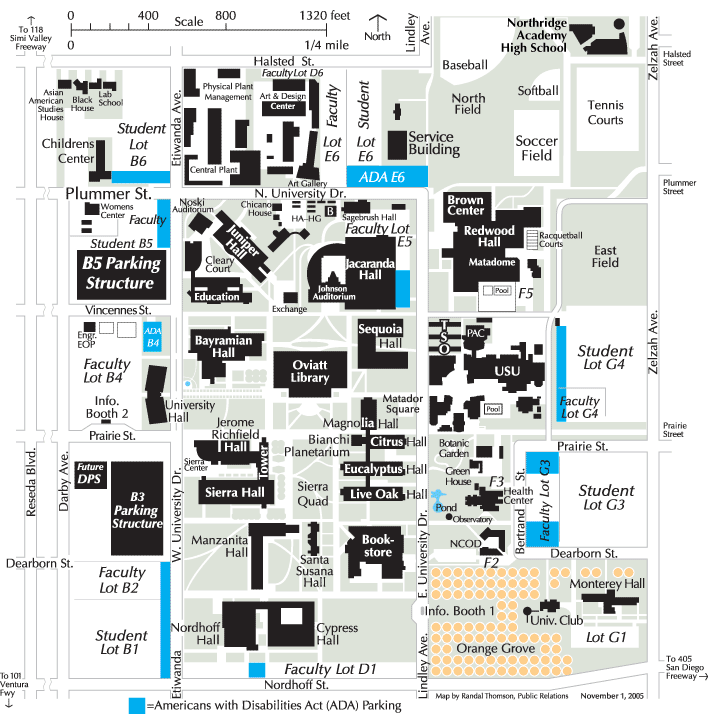 To 118
Simi Valley
Freeway
0 400 Scale 800 1320 feet
0 1/4 mile
North
Lindley
Ave.
Northridge
Academy
High School
Zelzah Ave.
Halsted St.
Halsted
Street
Asian
American
Studies
House
Black
House
Lab
School
Student
Lot
B6
Childrens
Center
Etiwanda Ave.
Physical Plant
Management
Faculty Lot D6
Art & Design
Center
Central Plant
Art Gallery
Faculty
Lot
E6
Student
Lot
E6
Service
Building
ADA E6
Baseball
North
Field
Softball
Soccer
Field
Tennis
Courts
Plummer St.
Plummer
Street
N. University Dr.
Womens
Center
Faculty
Student B5
B5 Parking
Structure
Vincennes St.
Noski
Auditorium
Juniper
Hall
Cleary
Court
Education
Chicano
House
HA-HG
B
Sagebrush Hall
Faculty Lot
E5
Jacaranda
Hall
Johnson
Auditorium
Exchange
Brown
Center
Redwood
Hall
Matadome
Racquetball
Courts
Pool
F5
East
Field
Engr.
EOP
ADA
B4
Faculty
Lot B4
Info.
Booth 2
University
Hall
Prairie St.
Bayramian
Hall
Oviatt
Library
Sequoia
Hall
Matador
Square
T
S
O
PAC
USU
Pool
Student
Lot G4
Faculty
Lot G4
Zelzah Ave.
Prairie
Street
Prairie St.
Reseda Blvd.
Darby Ave.
Future
DPS
B3
Parking
Structure
W. University Dr.
Jerome
Richfield
Hall
Sierra
Center
Tower
Sierra Hall
Magnolia Hall
Bianchi
Planetarium
Citrus Hall
Eucalyptus Hall
Live Oak Hall
Sierra
Quad
Botanic
Garden
Green
House
F3
Health
Center
Pond
Observatory
NCOD
F2
Bertrand St.
Faculty Lot G3
Student
Lot G3
Dearborn St.
Dearborn St.
Manzanita
Hall
Santa
Susana
Hall
Book-
store
E. University Dr.
Faculty
Lot B2
Student
Lot B1
Nordhoff
Hall
Cypress
Hall
Info. Booth 1
Monterey Hall
Univ. Club
Lot G1
Orange Grove
Etiwanda
Faculty Lot D1
Lindley Ave.
To 101
Ventura
Fwy
Nordhoff St.
To 405
San Diego
Freeway
Map by Randal Thomson, Public Relations November 1, 2005
=Americans with Disabilities Act (ADA) Parking